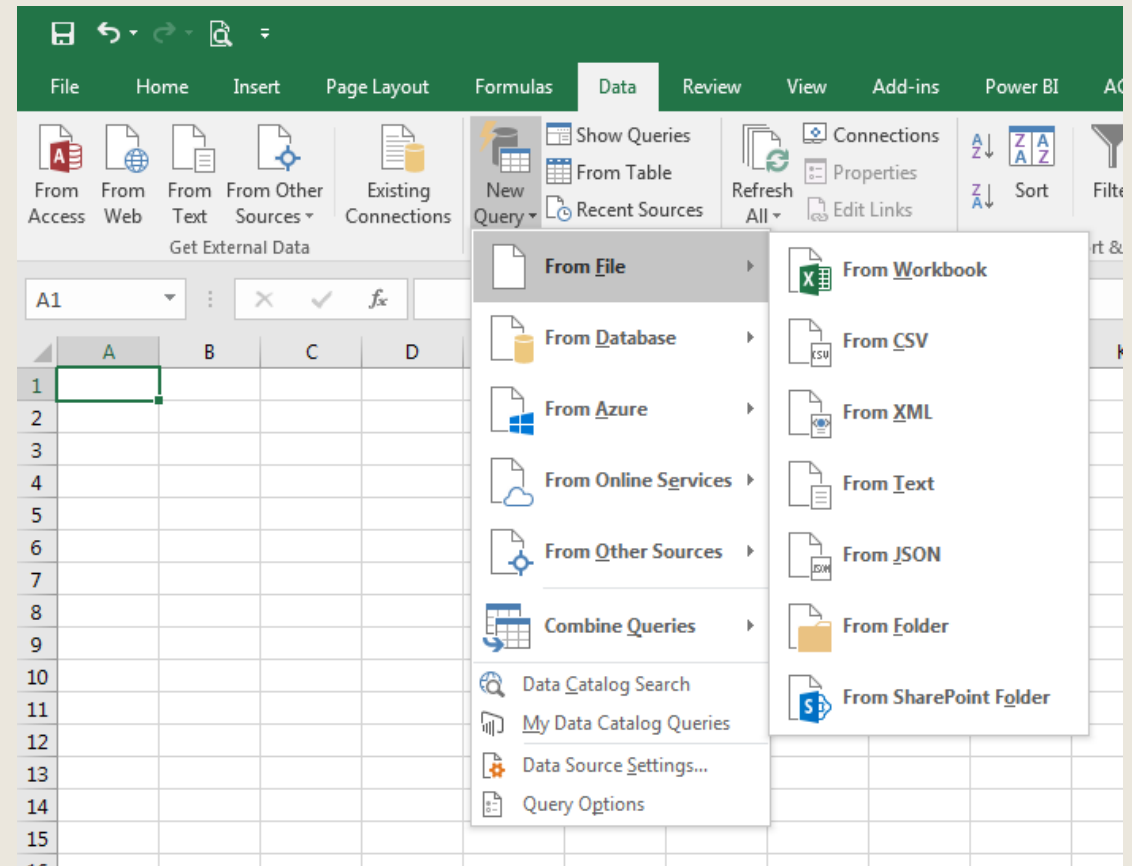 File Home Insert Page Layout Formulas Data Review View Add-ins Power BI
From Access
From Web
From Text
From Other Sources
Existing Connections
Get External Data
New Query
Show Queries
From Table
Recent Sources
Refresh All
Connections
Properties
Edit Links
Sort
A1
fx
A B C D
1
2
3
4
5
6
7
8
9
10
11
12
13
14
15
From File
From Database
From Azure
From Online Services
From Other Sources
Combine Queries
Data Catalog Search
My Data Catalog Queries
Data Source Settings...
Query Options
From Workbook
From CSV
From XML
From Text
From JSON
From Folder
From SharePoint Folder